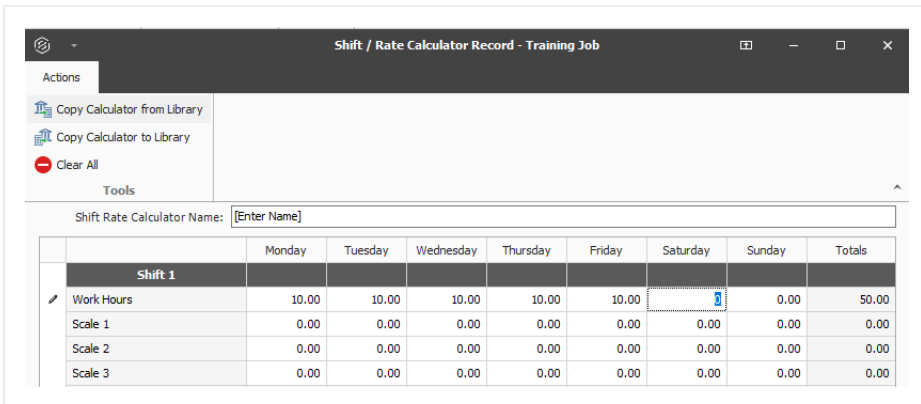 Shift / Rate Calculator Record - Training Job
Actions
Copy Calculator from Library
Copy Calculator to Library
Clear All
Tools
Shift Rate Calculator Name: [Enter Name]
Monday Tuesday Wednesday Thursday Friday Saturday Sunday Totals
Shift 1
Work Hours 10.00 10.00 10.00 10.00 10.00 0 0.00 50.00
Scale 1 0.00 0.00 0.00 0.00 0.00 0.00 0.00 0.00
Scale 2 0.00 0.00 0.00 0.00 0.00 0.00 0.00 0.00
Scale 3 0.00 0.00 0.00 0.00 0.00 0.00 0.00 0.00